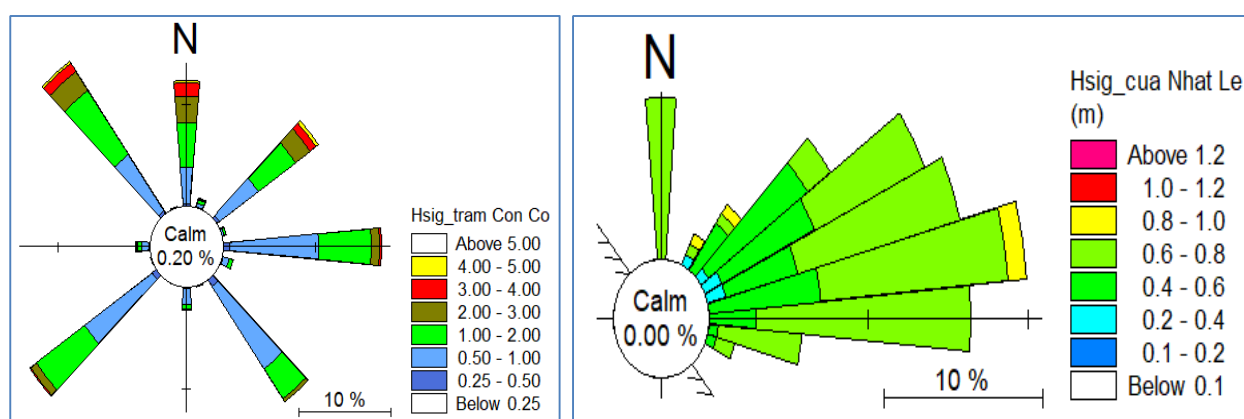 N
Calm
0.20 %
Hsig_tram Con Co
Above 5.00
4.00 - 5.00
3.00 - 4.00
2.00 - 3.00
1.00 - 2.00
0.50 - 1.00
0.25 - 0.50
Below 0.25
10 %
N
Calm
0.00 %
Hsig_cua Nhat Le
(m)
Above 1.2
1.0 - 1.2
0.8 - 1.0
0.6 - 0.8
0.4 - 0.6
0.2 - 0.4
0.1 - 0.2
Below 0.1
10 %